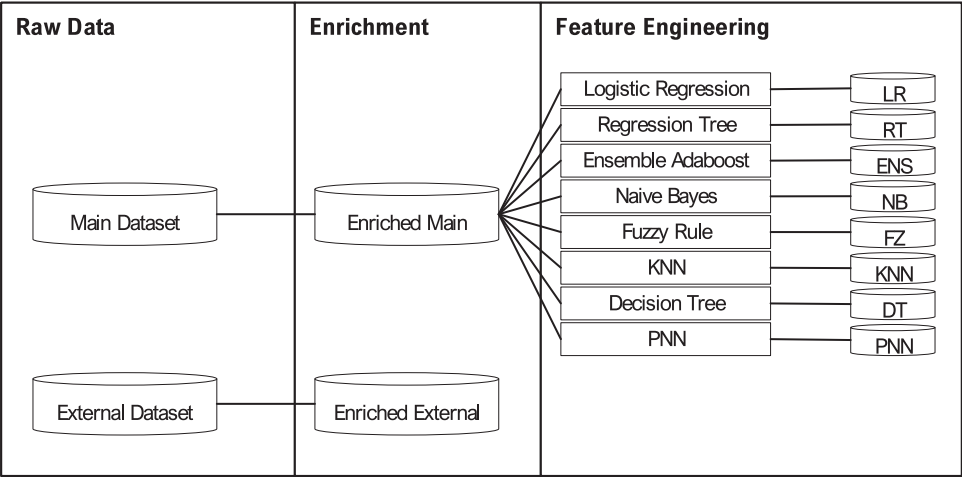 Raw Data
Enrichment
Feature Engineering
Logistic Regression
LR
Regression Tree
RT
Ensemble Adaboost
ENS
Naive Bayes
NB
Fuzzy Rule
FZ
KNN
KNN
Decision Tree
DT
PNN
PNN
Main Dataset
Enriched Main
External Dataset
Enriched External